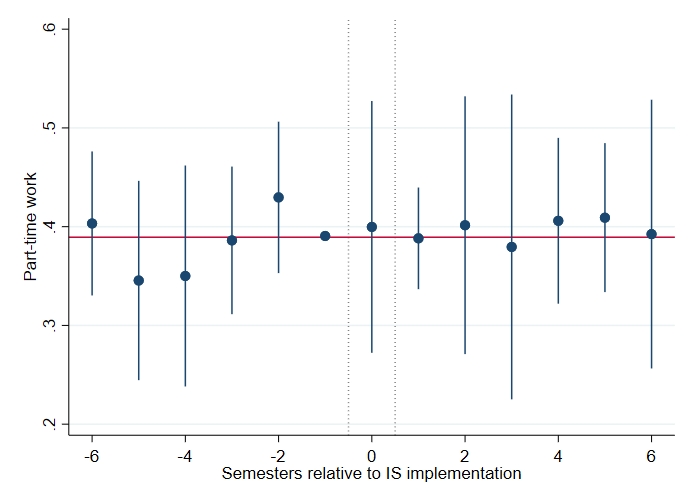 Part-time work
.6
.5
.4
.3
.2
-6 -4 -2 0 2 4 6
Semesters relative to IS implementation